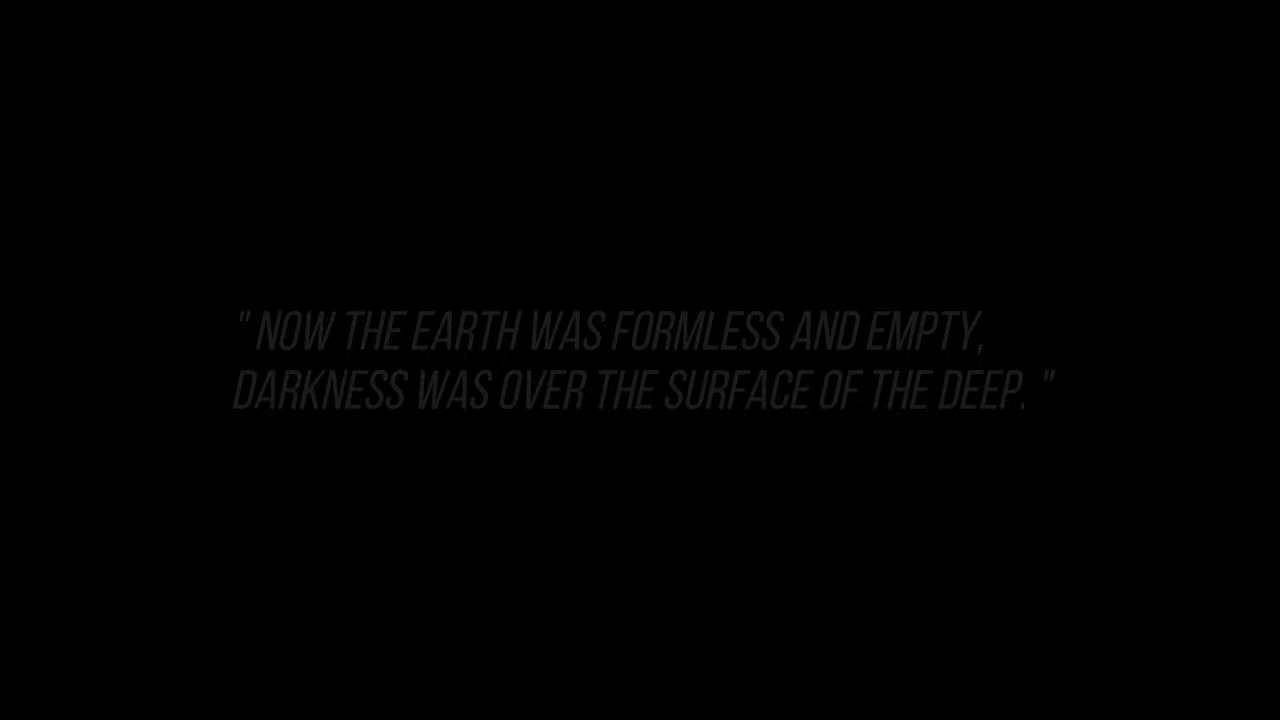 " NOW THE EARTH WAS FORMLESS AND EMPTY,
DARKNESS WAS OVER THE SURFACE OF THE DEEP. "